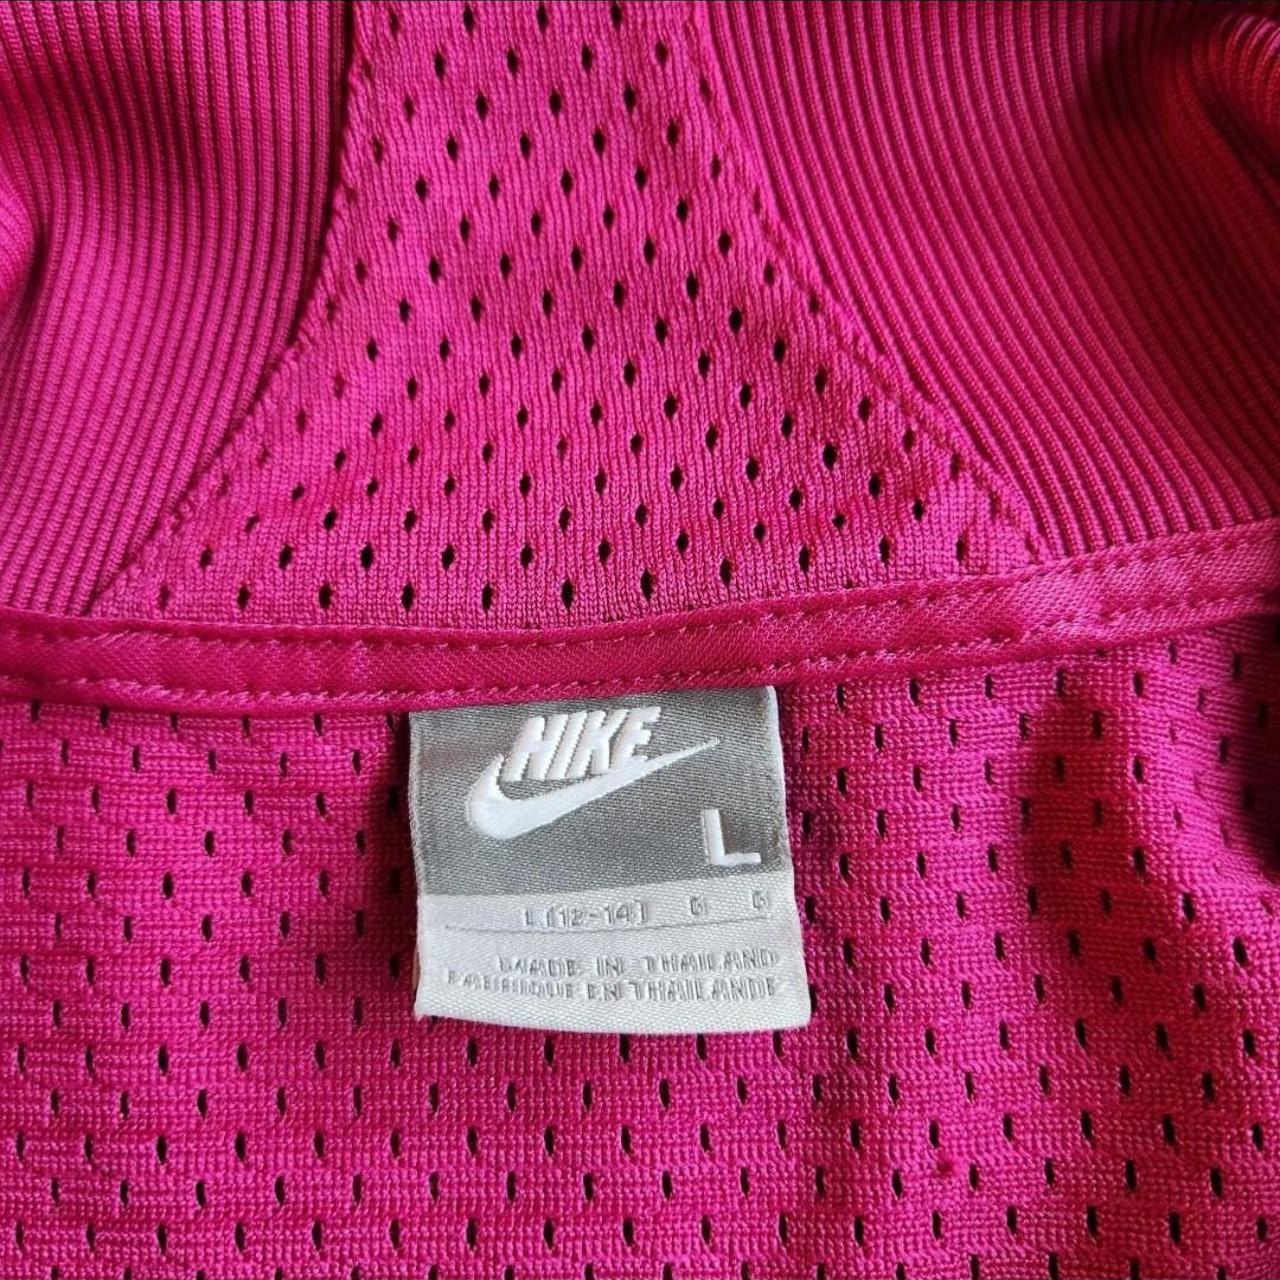 NIKE
L
L (12-14) G G
MADE IN THAILAND
FABRIQUE EN THAILANDE